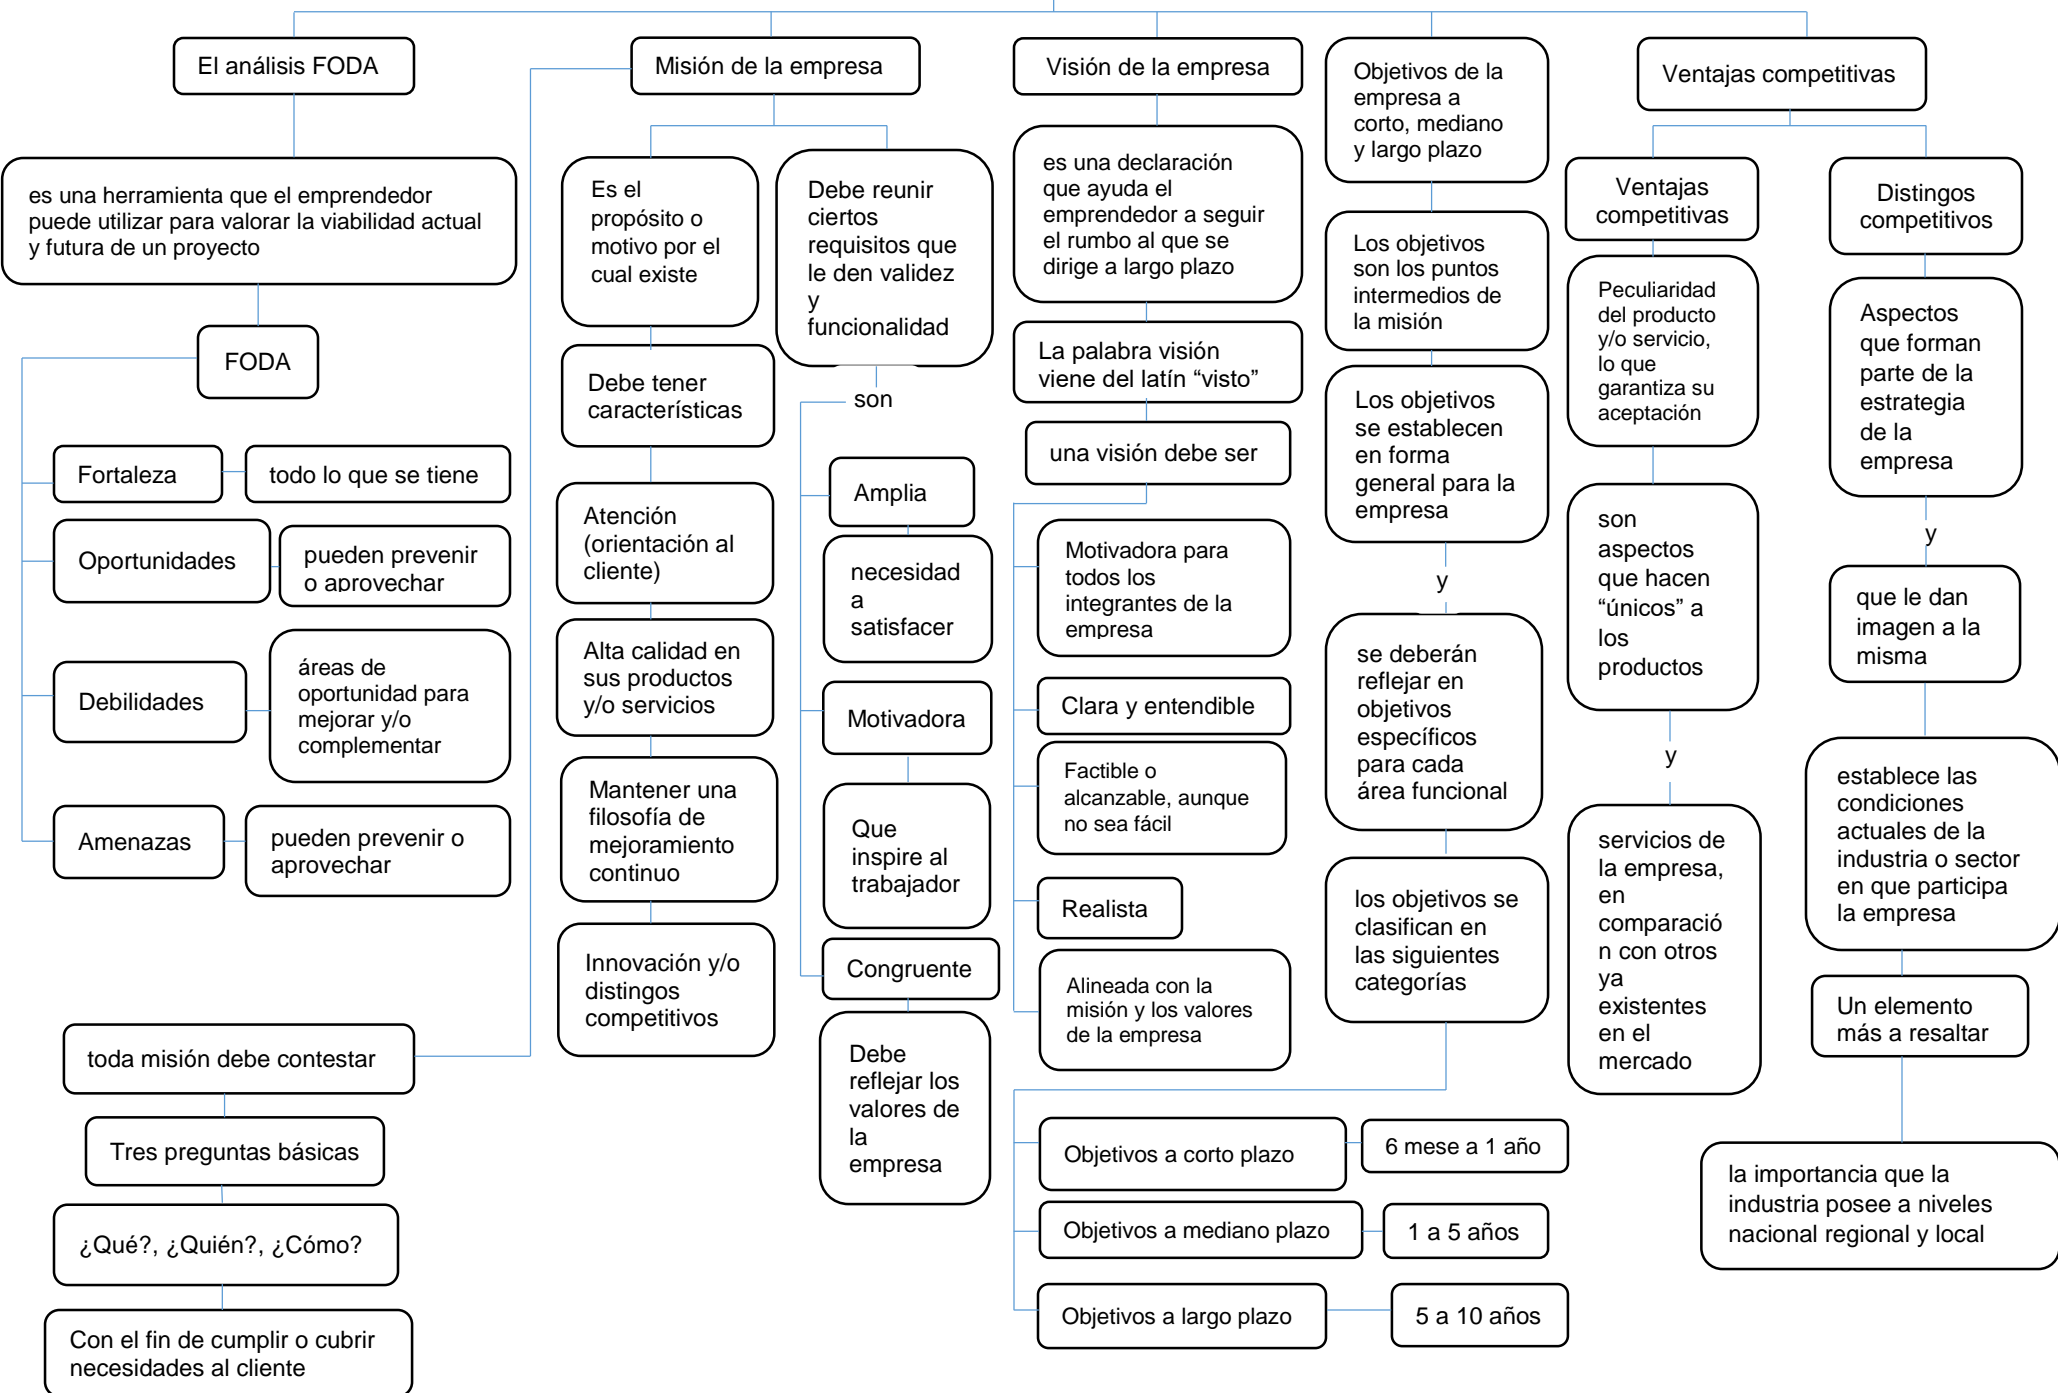 El análisis FODA
es una herramienta que el emprendedor
puede utilizar para valorar la viabilidad actual
y futura de un proyecto
FODA
Fortaleza
todo lo que se tiene
Oportunidades
pueden prevenir
o aprovechar
Debilidades
áreas de
oportunidad para
mejorar y/o
complementar
Amenazas
pueden prevenir o
aprovechar
Misión de la empresa
toda misión debe contestar
Tres preguntas básicas
¿Qué?, ¿Quién?, ¿Cómo?
Con el fin de cumplir o cubrir
necesidades al cliente
Es el
propósito o
motivo por el
cual existe
Debe tener
características
Atención
(orientación al
cliente)
Alta calidad en
sus productos
y/o servicios
Mantener una
filosofía de
mejoramiento
continuo
Innovación y/o
distingos
competitivos
Debe reunir
ciertos
requisitos que
le den validez
y
funcionalidad
son
Amplia
necesidad
a
satisfacer
Motivadora
Que
inspire al
trabajador
Congruente
Debe
reflejar los
valores de
la
empresa
Visión de la empresa
es una declaración
que ayuda el
emprendedor a seguir
el rumbo al que se
dirige a largo plazo
La palabra visión
viene del latín “visto”
una visión debe ser
Motivadora para
todos los
integrantes de la
empresa
Clara y entendible
Factible o
alcanzable, aunque
no sea fácil
Realista
Alineada con la
misión y los valores
de la empresa
Objetivos de la
empresa a
corto, mediano
y largo plazo
Los objetivos
son los puntos
intermedios de
la misión
Los objetivos
se establecen
en forma
general para la
empresa
y
se deberán
reflejar en
objetivos
específicos
para cada
área funcional
los objetivos se
clasifican en
las siguientes
categorías
Objetivos a corto plazo
6 mese a 1 año
Objetivos a mediano plazo
1 a 5 años
Objetivos a largo plazo
5 a 10 años
Ventajas competitivas
Ventajas
competitivas
Peculiaridad
del producto
y/o servicio,
lo que
garantiza su
aceptación
son
aspectos
que hacen
“únicos” a
los
productos
y
servicios de
la empresa,
en
comparació
n con otros
ya
existentes
en el
mercado
Distingos
competitivos
Aspectos
que forman
parte de la
estrategia
de la
empresa
y
que le dan
imagen a la
misma
establece las
condiciones
actuales de la
industria o sector
en que participa
la empresa
Un elemento
más a resaltar
la importancia que la
industria posee a niveles
nacional regional y local